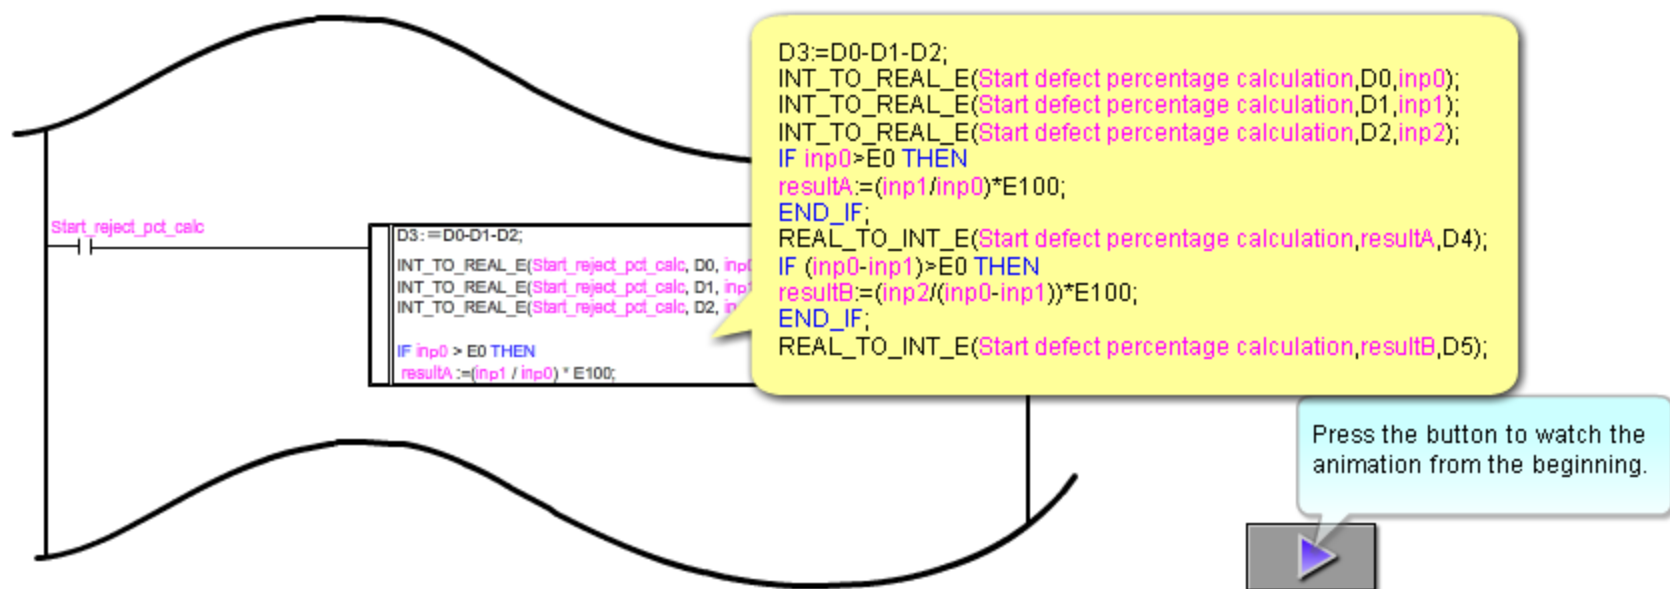 D3:=D0-D1-D2;
INT_TO_REAL_E(Start defect percentage calculation,D0,inp0);
INT_TO_REAL_E(Start defect percentage calculation,D1,inp1);
INT_TO_REAL_E(Start defect percentage calculation,D2,inp2);
IF inp0>E0 THEN
resultA:=(inp1/inp0)*E100;
END_IF;
REAL_TO_INT_E(Start defect percentage calculation,resultA,D4);
IF (inp0-inp1)>E0 THEN
resultB:=(inp2/(inp0-inp1))*E100;
END_IF;
REAL_TO_INT_E(Start defect percentage calculation,resultB,D5);
Start_reject_pct_calc
D3:=D0-D1-D2;
INT_TO_REAL_E(Start_reject_pct_calc, D0,
INT_TO_REAL_E(Start_reject_pct_calc, D1,
INT_TO_REAL_E(Start_reject_pct_calc, D2,
IF inp0 > E0 THEN
resultA :=(inp1 / inp0) * E100;
Press the button to watch the
animation from the beginning.